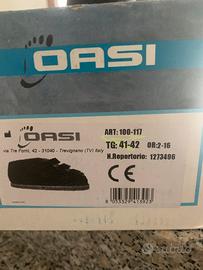 OASI
OASI
ART: 100-117
TG: 41-42 OR:2-16
N.Repertorio: 1273496
via Tre Forni, 42 - 31040 - Trevignano (TV) Italy
CE